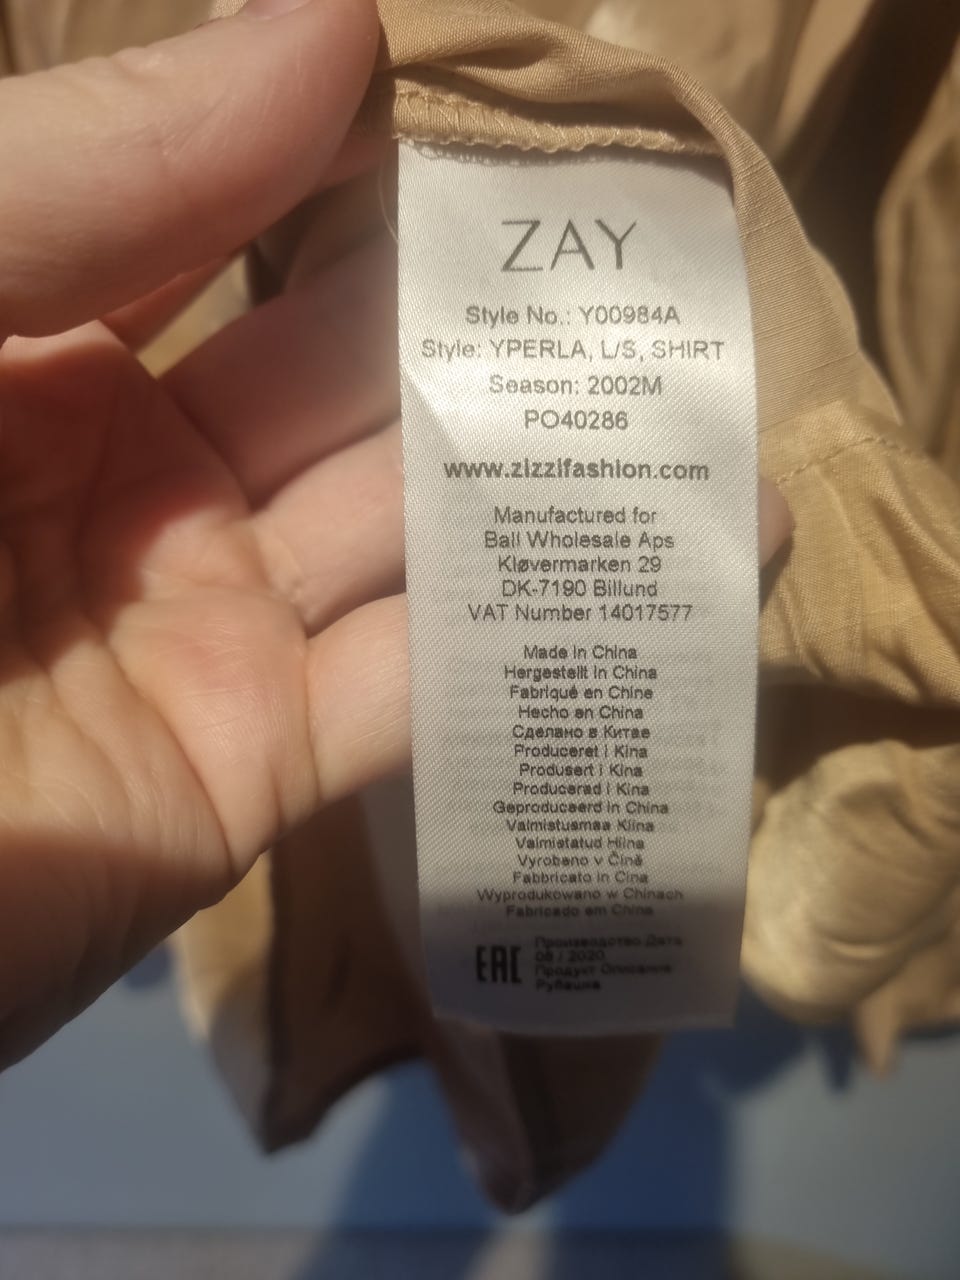 ZAY
Style No.: Y00984A
Style: YPERLA, L/S, SHIRT
Season: 2002M
PO40286
www.zizzifashion.com
Manufactured for
Ball Wholesale Aps
Kløvermarken 29
DK-7190 Billund
VAT Number 14017577
Made in China
Hergestellt in China
Fabriqué en Chine
Hecho en China
Сделано в Китае
Produceret i Kina
Produsert i Kina
Producerad i Kina
Geproduceerd in China
Valmistusmaa Kiina
Valmistatud Hiina
Vyrobeno v Čině
Fabbricato in Cina
Wyprodukowano w Chinach
Fabricado em China
EAC
Производство Дата
08 / 2020
Продукт Описание
Рубашка